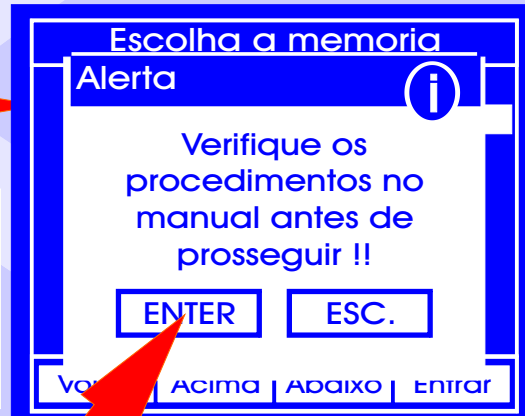 Escolha a memoria
Alerta
i
Verifique os
procedimentos no
manual antes de
prosseguir !!
ENTER ESC.
Acima Abaixo Entrar